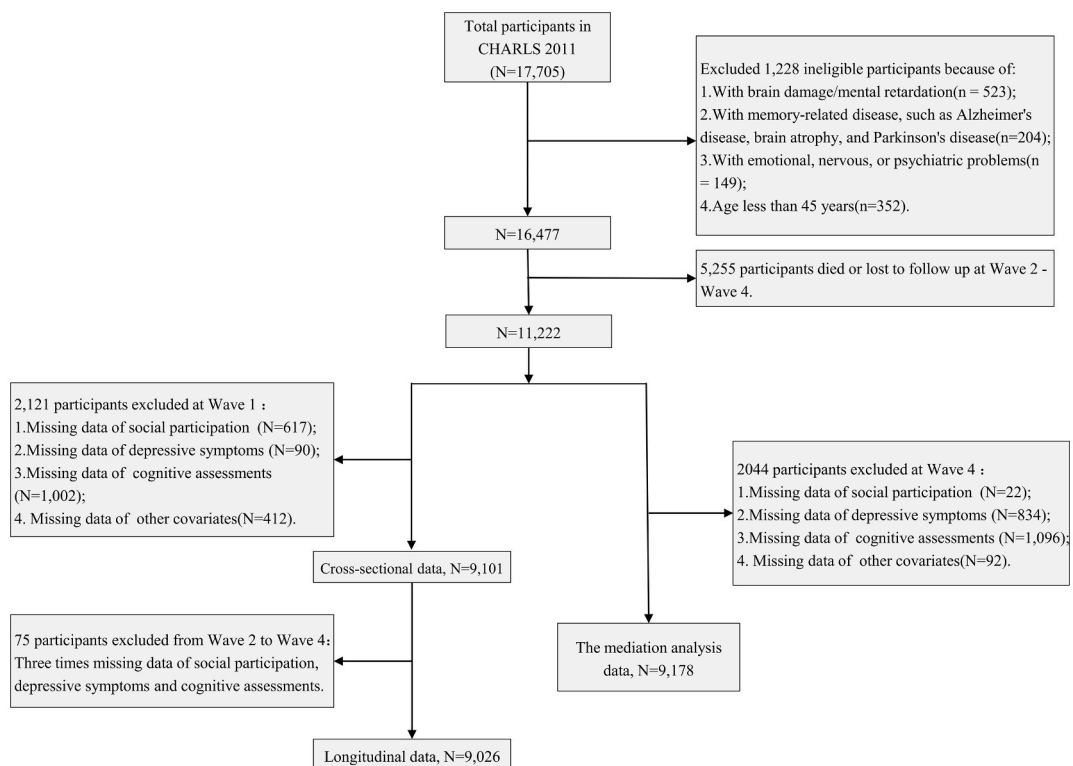 Total participants in
CHARLS 2011
(N=17,705)
Excluded 1,228 ineligible participants because of:
1.With brain damage/mental retardation(n = 523);
2.With memory-related disease, such as Alzheimer's
disease, brain atrophy, and Parkinson's disease(n=204);
3.With emotional, nervous, or psychiatric problems(n
= 149);
4.Age less than 45 years(n=352).
N=16,477
5,255 participants died or lost to follow up at Wave 2 -
Wave 4.
N=11,222
2,121 participants excluded at Wave 1 :
1.Missing data of social participation (N=617);
2.Missing data of depressive symptoms (N=90);
3.Missing data of cognitive assessments
(N=1,002);
4. Missing data of other covariates(N=412).
2044 participants excluded at Wave 4 :
1.Missing data of social participation (N=22);
2.Missing data of depressive symptoms (N=834);
3.Missing data of cognitive assessments (N=1,096);
4. Missing data of other covariates(N=92).
Cross-sectional data, N=9,101
75 participants excluded from Wave 2 to Wave 4:
Three times missing data of social participation,
depressive symptoms and cognitive assessments.
The mediation analysis
data, N=9,178
Longitudinal data, N=9,026